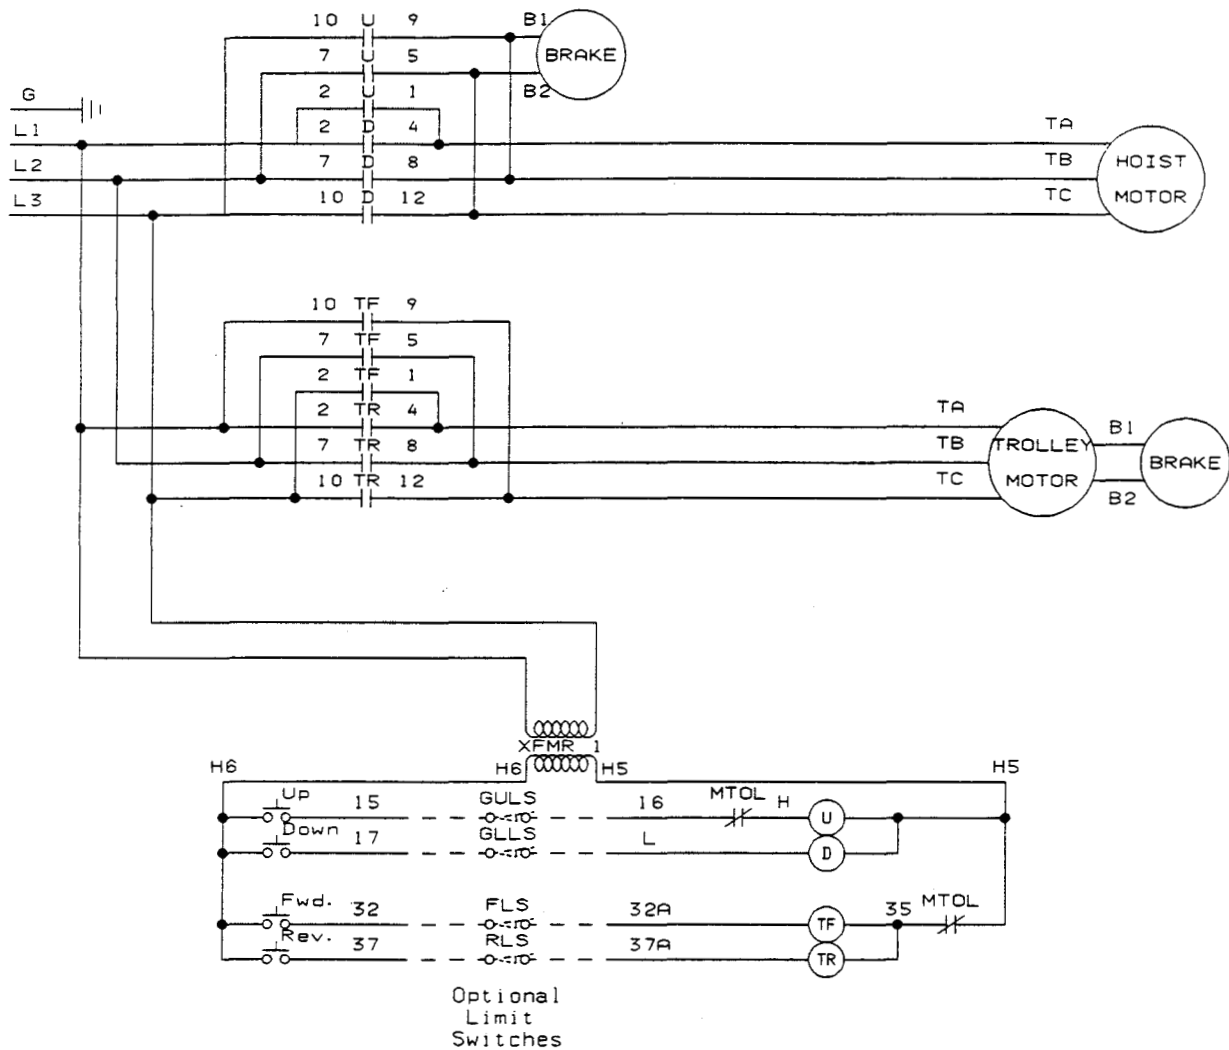 10 U 9 B1
7 U 5 BRAKE
2 U 1 B2
G
2 D 4 TA
L1
7 D 8 TB HOIST
L2
10 D 12 TC MOTOR
L3
10 TF 9
7 TF 5
2 TF 1
2 TR 4 TA
7 TR 8 TB TROLLEY B1 BRAKE
10 TR 12 TC MOTOR B2
XFMR 1
H6 H6 H5 H5
Up 15 GULS 16 MTOL H U
Down 17 GLLS L D
Fwd. 32 FLS 32A TF 35 MTOL
Rev. 37 RLS 37A TR
Optional
Limit
Switches